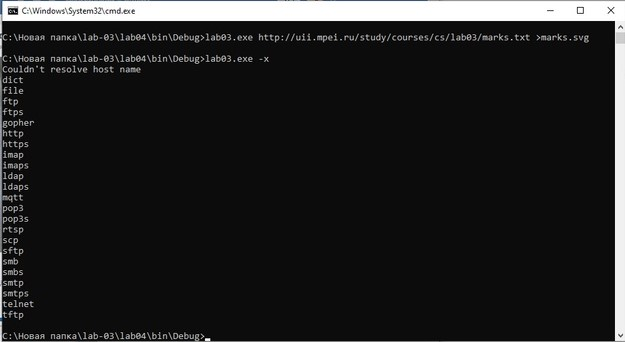 C:\Windows\System32\cmd.exe
C:\Новая папка\lab-03\lab04\bin\Debug>lab03.exe http://uii.mpei.ru/study/courses/cs/lab03/marks.txt >marks.svg
C:\Новая папка\lab-03\lab04\bin\Debug>lab03.exe -x
Couldn't resolve host name
dict
file
ftp
ftps
gopher
http
https
imap
imaps
ldap
ldaps
mqtt
pop3
pop3s
rtsp
scp
sftp
smb
smbs
smtp
smtps
telnet
tftp
C:\Новая папка\lab-03\lab04\bin\Debug>